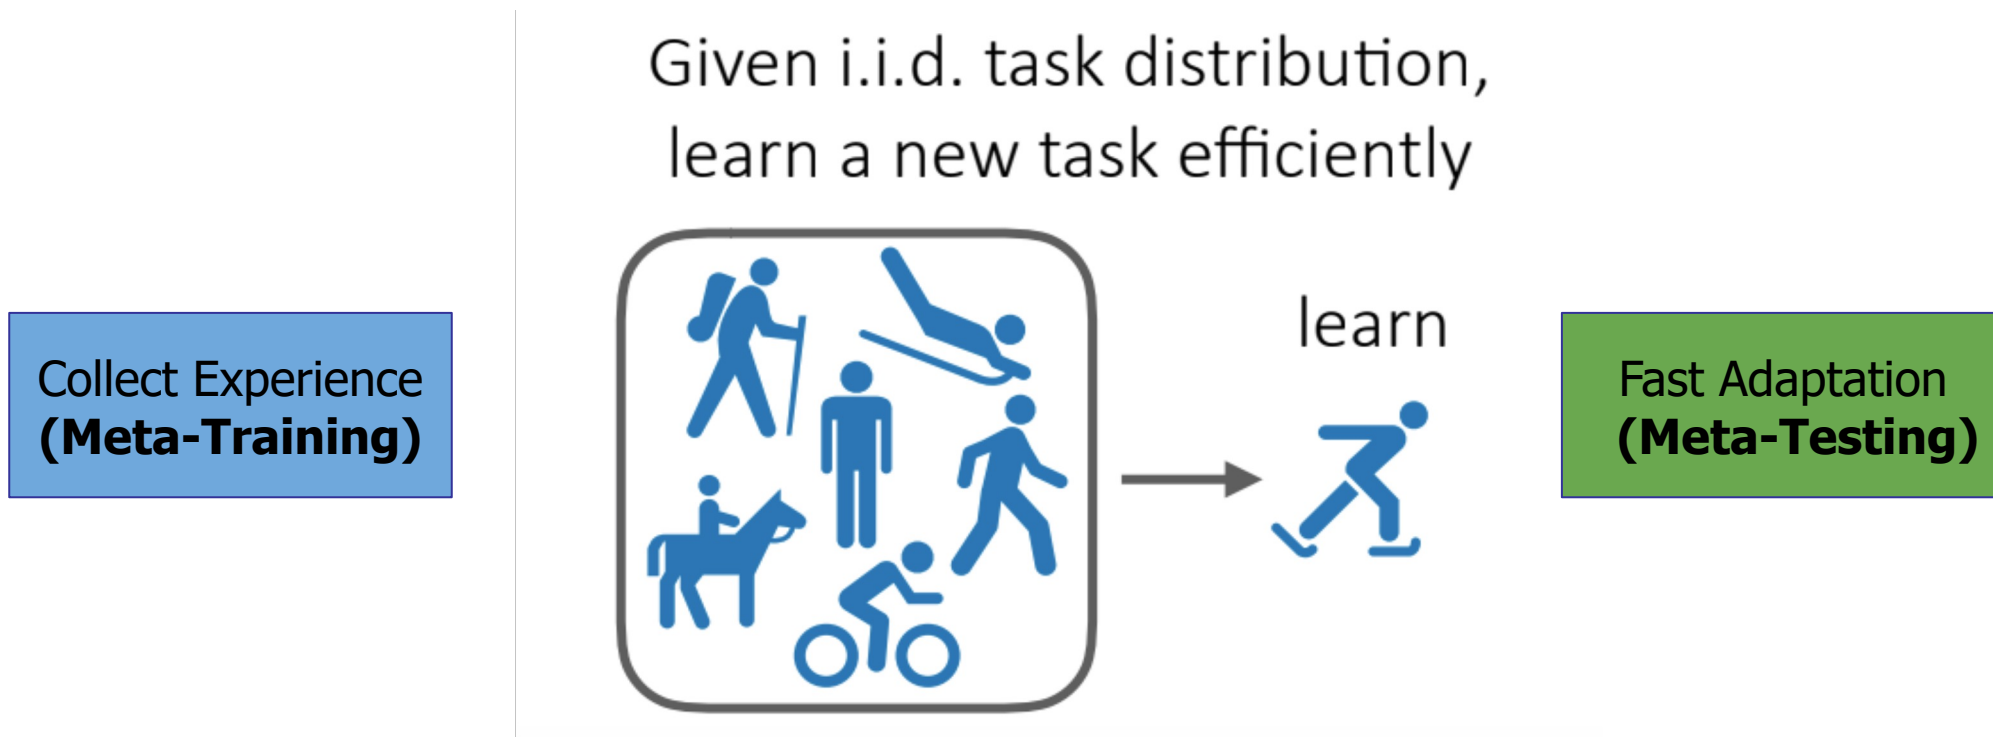 Given i.i.d. task distribution,
learn a new task efficiently
Collect Experience
(Meta-Training)
learn
Fast Adaptation
(Meta-Testing)